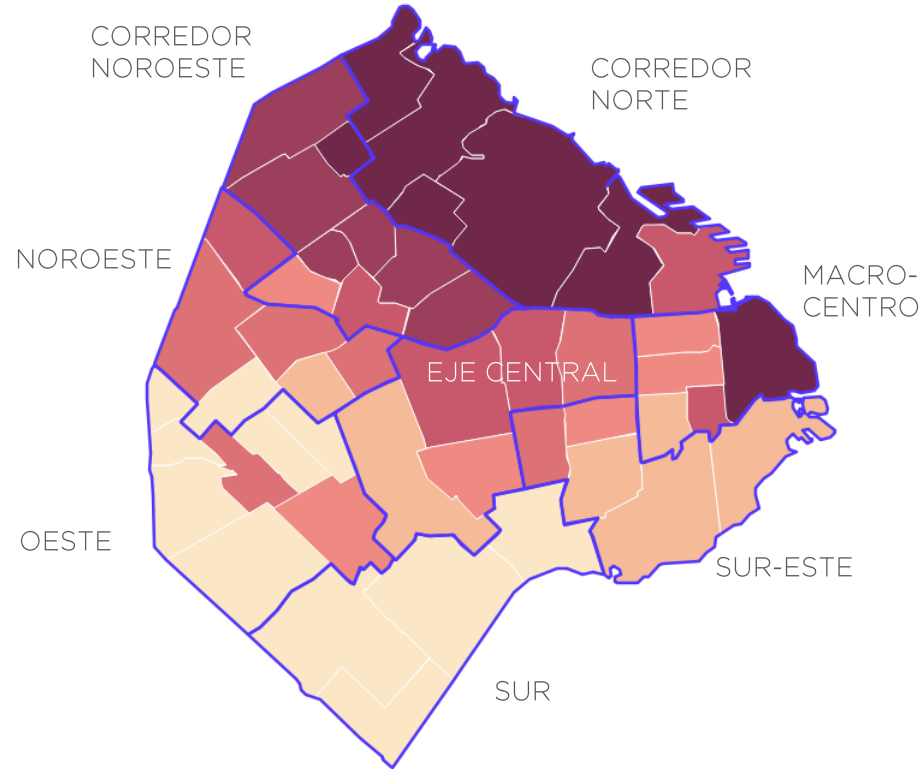 CORREDOR
NOROESTE
CORREDOR
NORTE
NOROESTE
MACRO-
CENTRO
EJE CENTRAL
OESTE
SUR-ESTE
SUR